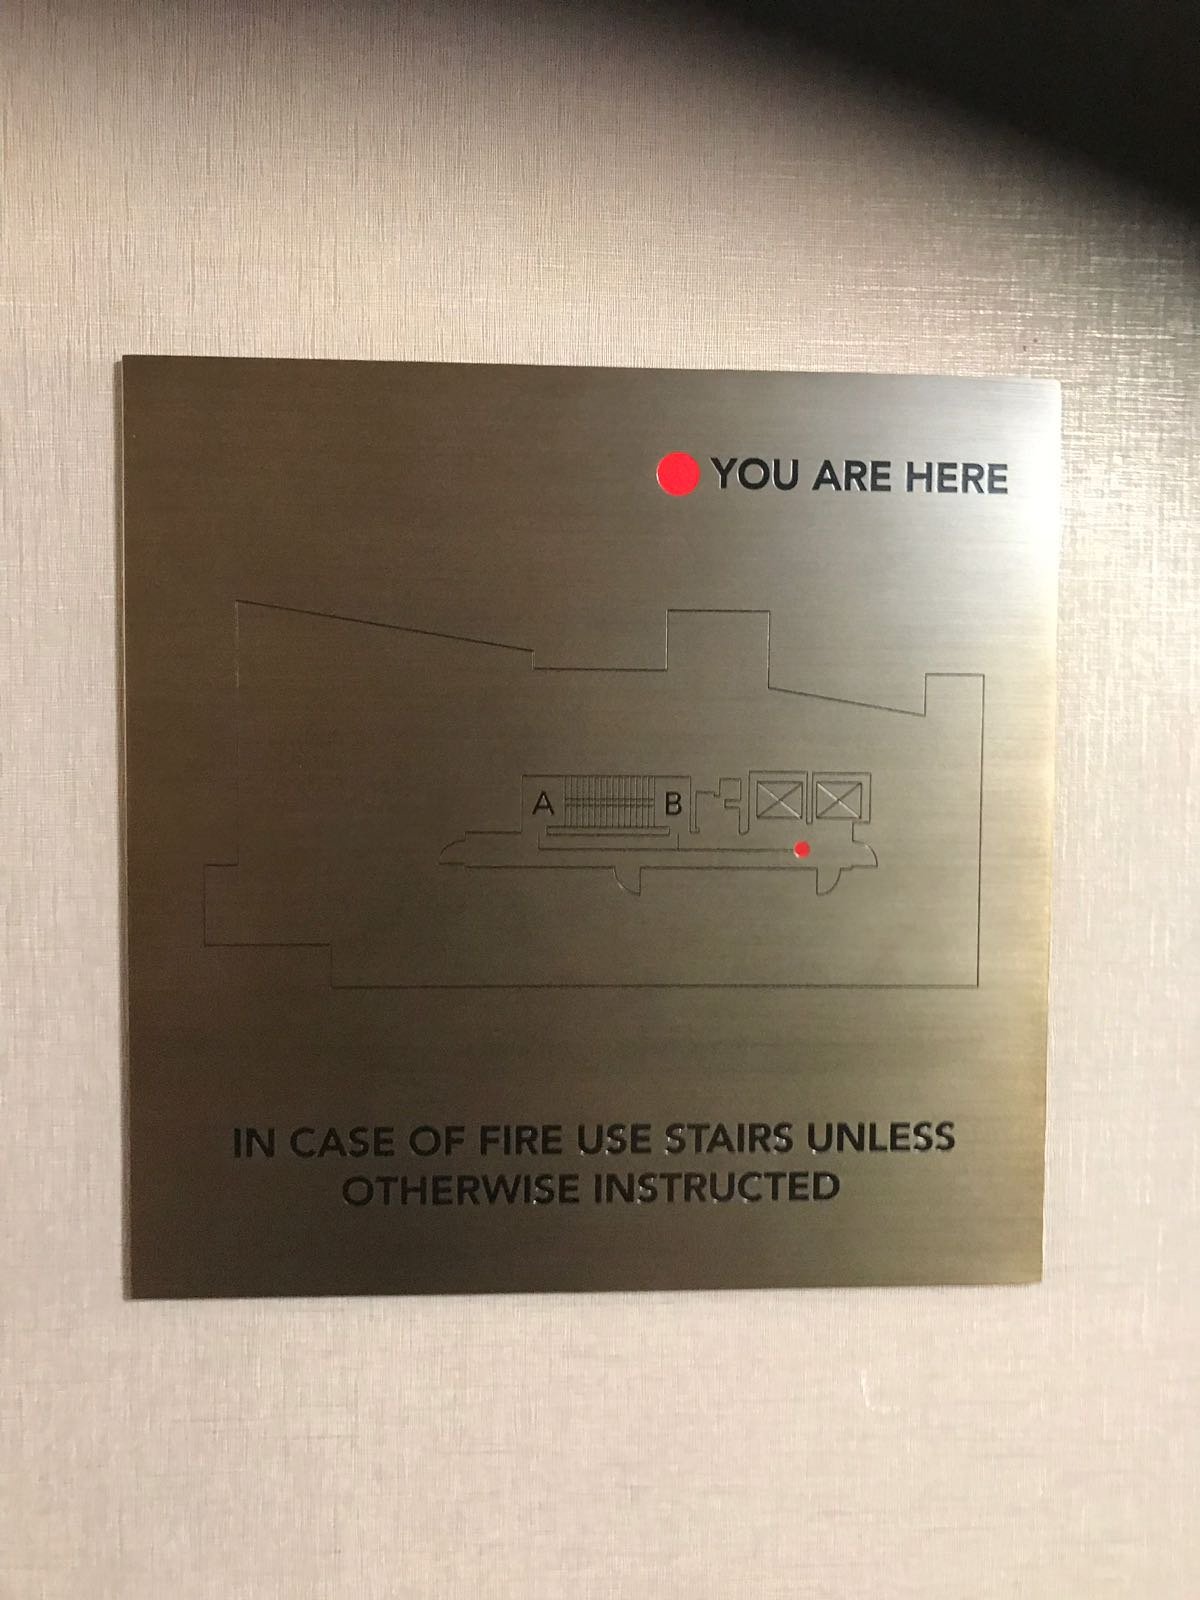 YOU ARE HERE
A B
IN CASE OF FIRE USE STAIRS UNLESS
OTHERWISE INSTRUCTED